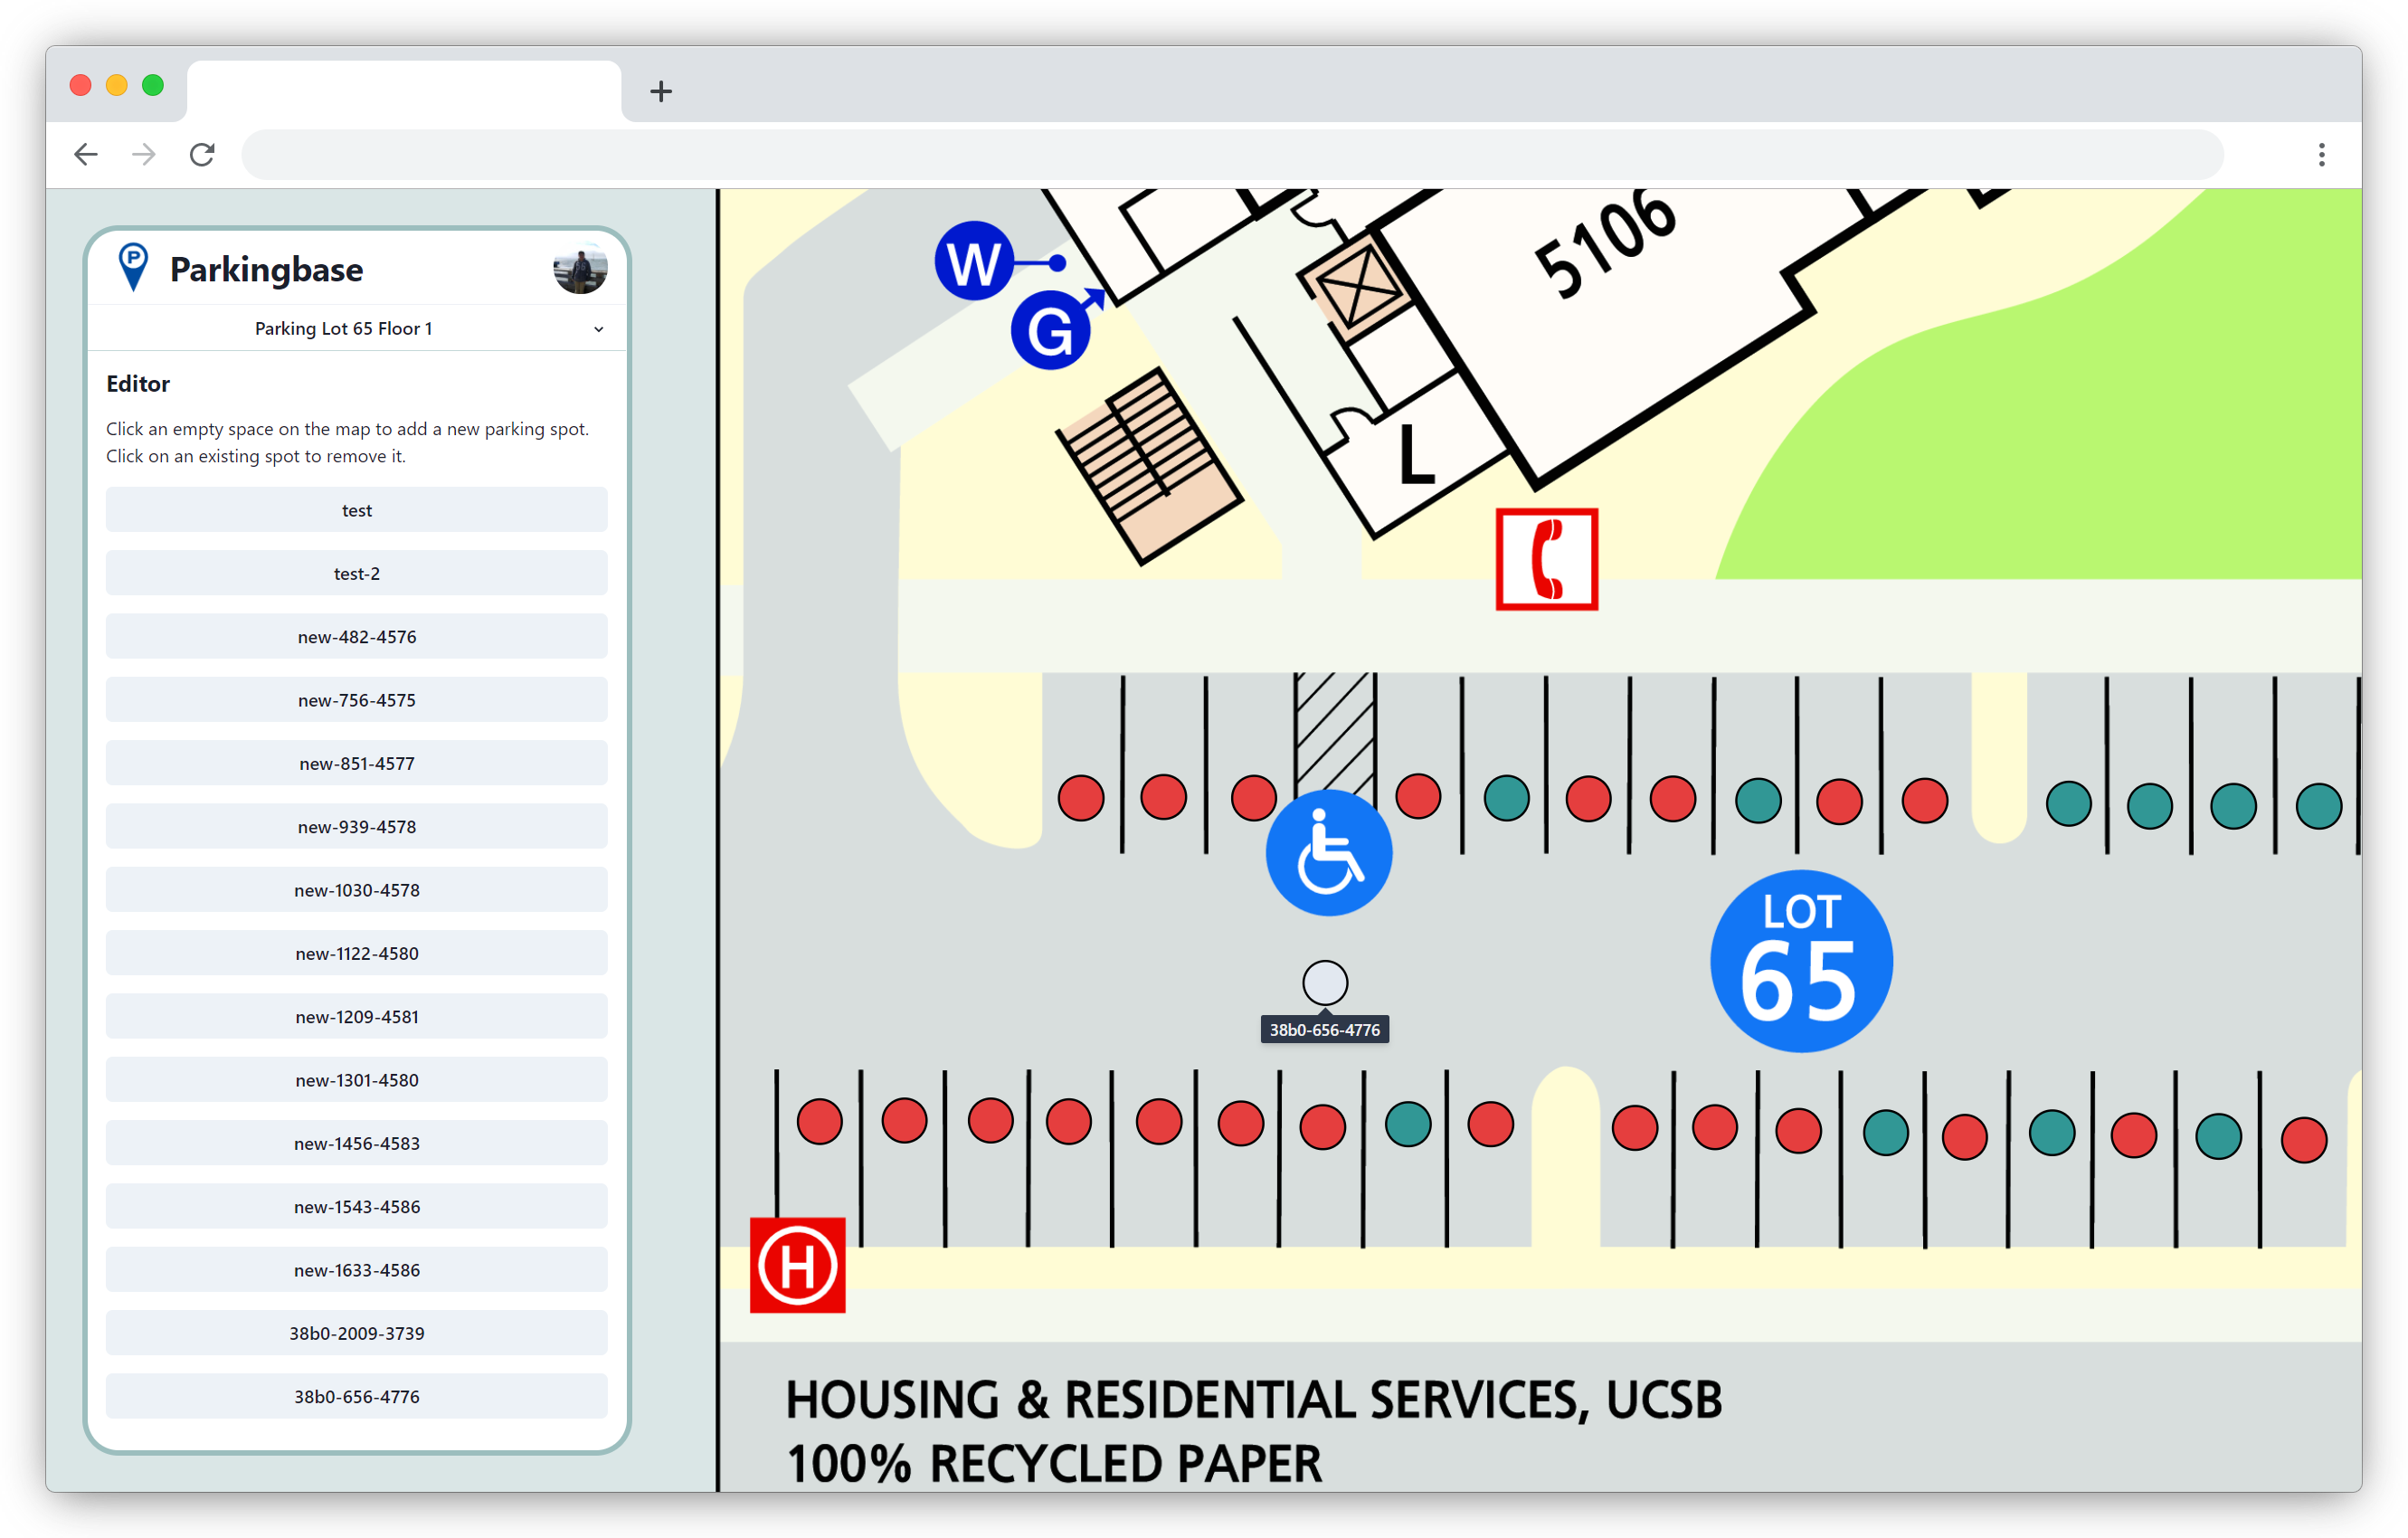 Parkingbase
Parking Lot 65 Floor 1
Editor
Click an empty space on the map to add a new parking spot.
Click on an existing spot to remove it.
test
test-2
new-482-4576
new-756-4575
new-851-4577
new-939-4578
new-1030-4578
new-1122-4580
new-1209-4581
new-1301-4580
new-1456-4583
new-1543-4586
new-1633-4586
38b0-2009-3739
38b0-656-4776
W
G
5106
L
LOT
65
38b0-656-4776
H
HOUSING & RESIDENTIAL SERVICES, UCSB
100% RECYCLED PAPER